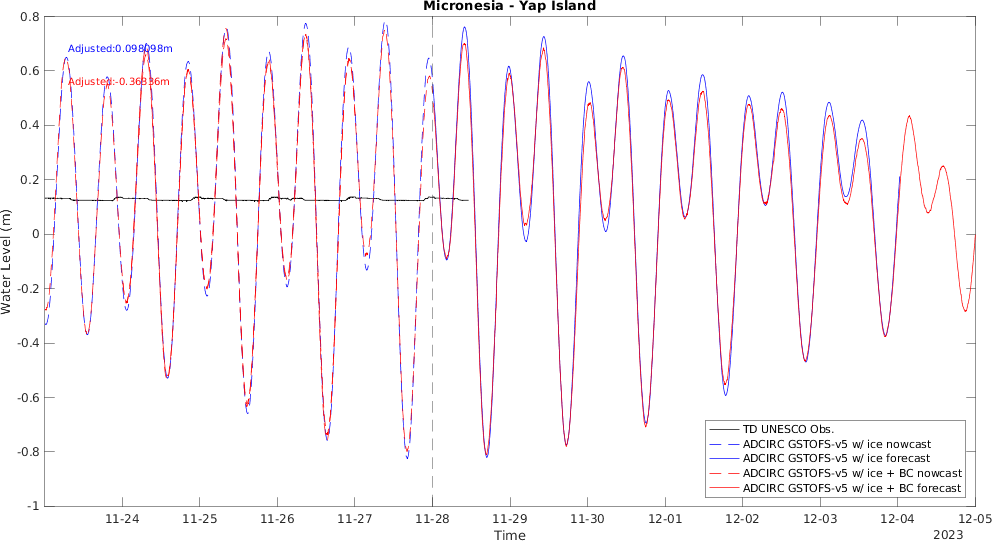 Micronesia - Yap Island
Adjusted:0.098098m
Adjusted:-0.36836m
Water Level (m)
0.8
0.6
0.4
0.2
0
-0.2
-0.4
-0.6
-0.8
-1
TD UNESCO Obs.
ADCIRC GSTOFS-v5 w/ ice nowcast
ADCIRC GSTOFS-v5 w/ ice forecast
ADCIRC GSTOFS-v5 w/ ice + BC nowcast
ADCIRC GSTOFS-v5 w/ ice + BC forecast
11-24 11-25 11-26 11-27 11-28 11-29 11-30 12-01 12-02 12-03 12-04 12-05
Time
2023